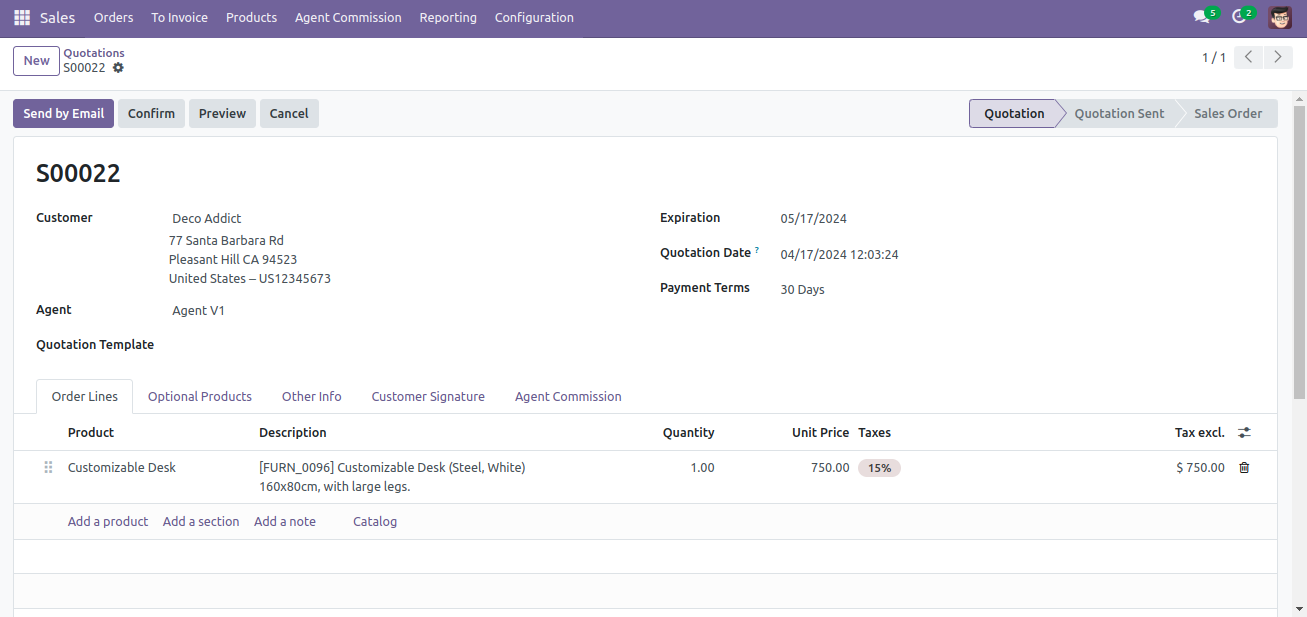 Sales Orders To Invoice Products Agent Commission Reporting Configuration 5 2
New Quotations
S00022
1 / 1
Send by Email Confirm Preview Cancel Quotation Quotation Sent Sales Order
S00022
Customer Deco Addict
77 Santa Barbara Rd
Pleasant Hill CA 94523
United States – US12345673
Agent Agent V1
Quotation Template
Expiration 05/17/2024
Quotation Date ? 04/17/2024 12:03:24
Payment Terms 30 Days
Order Lines Optional Products Other Info Customer Signature Agent Commission
Product Description Quantity Unit Price Taxes Tax excl.
Customizable Desk [FURN_0096] Customizable Desk (Steel, White) 1.00 750.00 15% $ 750.00
160x80cm, with large legs.
Add a product Add a section Add a note Catalog